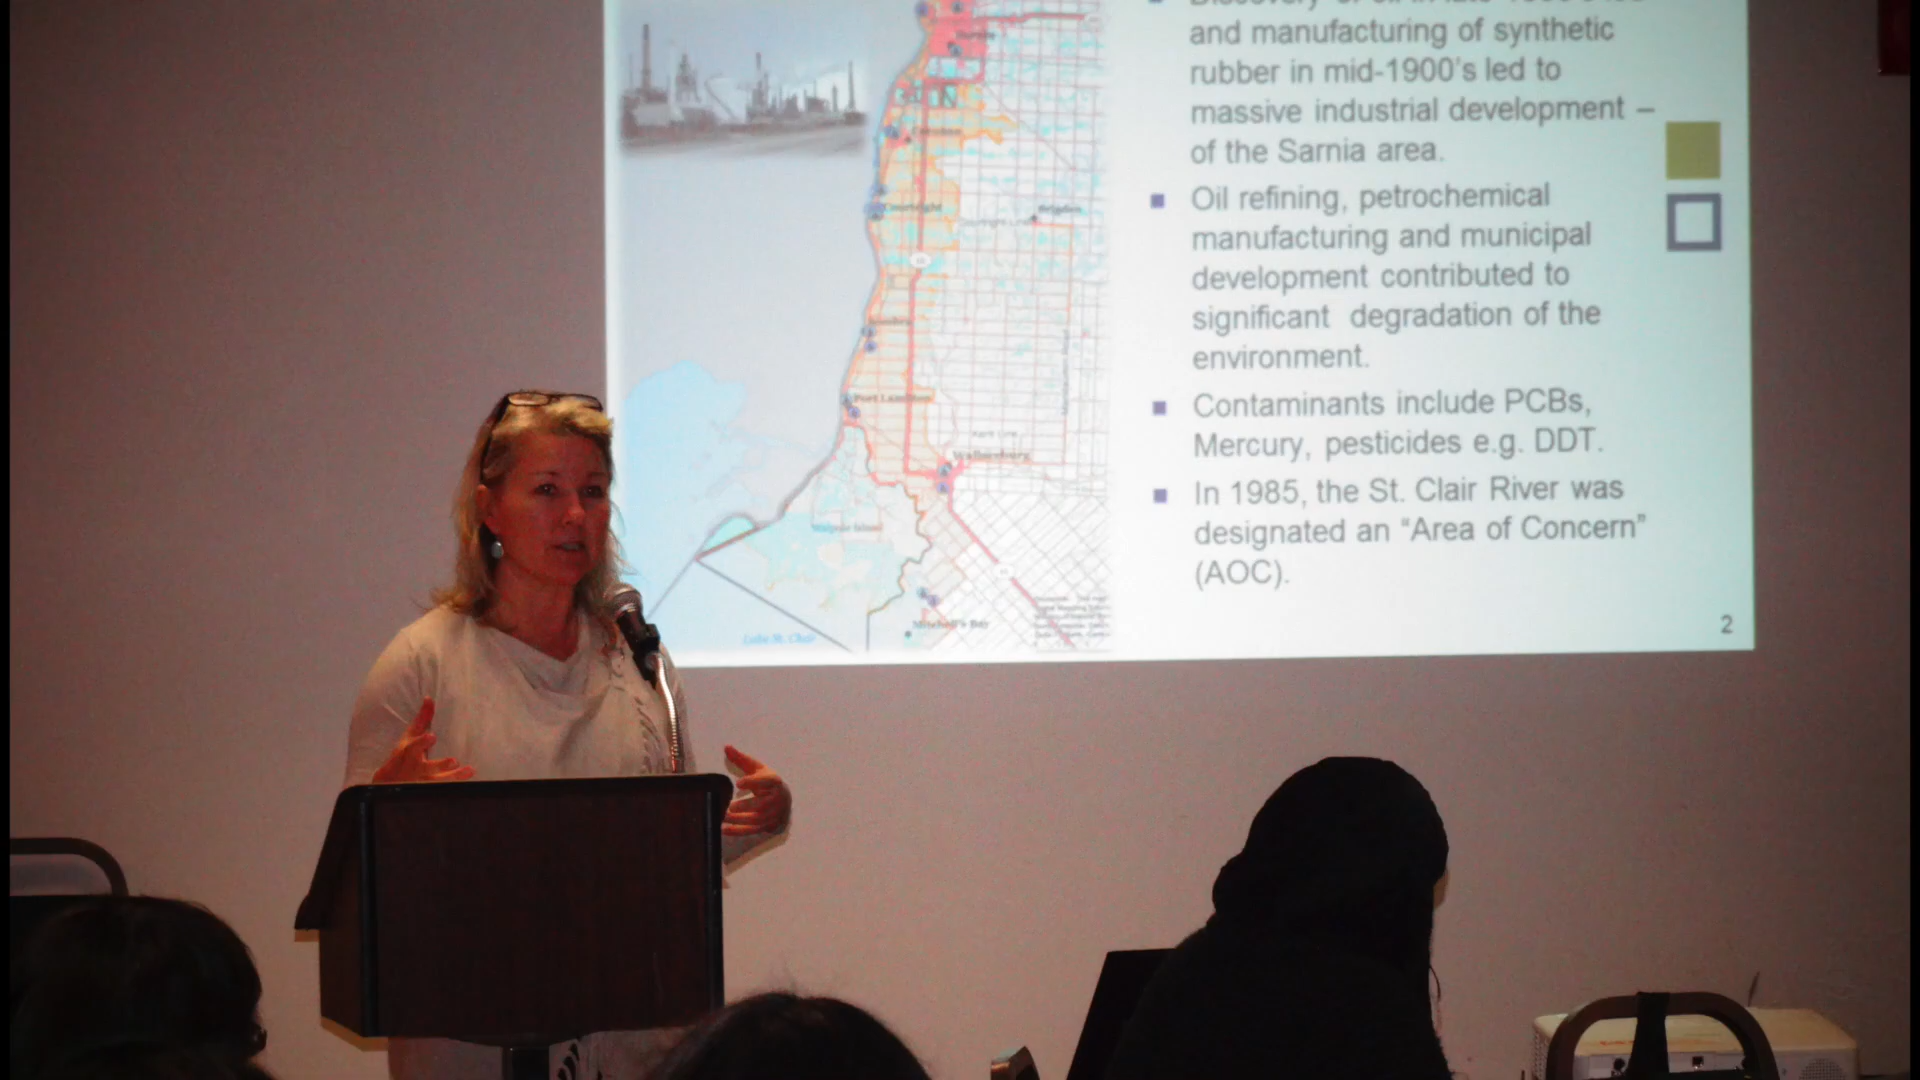 and manufacturing of synthetic
rubber in mid-1900's led to
massive industrial development –
of the Sarnia area.
Oil refining, petrochemical
manufacturing and municipal
development contributed to
significant degradation of the
environment.
Contaminants include PCBs,
Mercury, pesticides e.g. DDT.
In 1985, the St. Clair River was
designated an “Area of Concern”
(AOC).
2
Courtright
Port Lambton
Wallaceburg
Walpole Island
Mitchell's Bay
Lake St. Clair